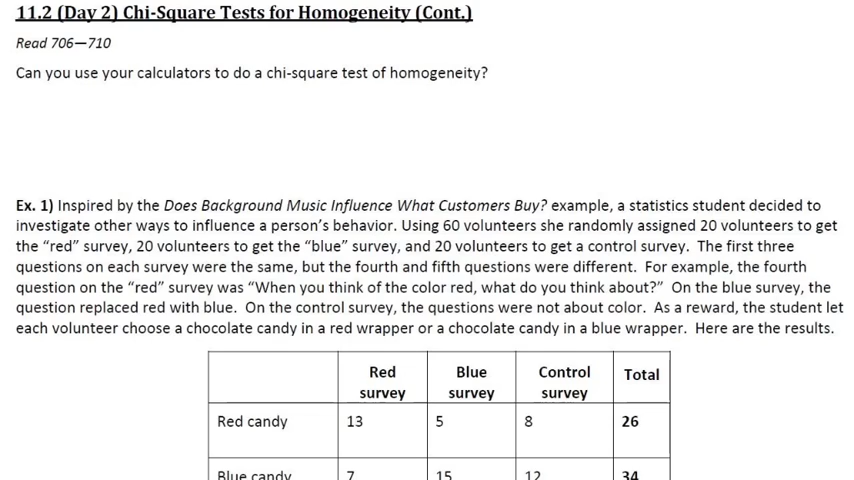 11.2 (Day 2) Chi-Square Tests for Homogeneity (Cont.)
Read 706—710
Can you use your calculators to do a chi-square test of homogeneity?
Ex. 1) Inspired by the Does Background Music Influence What Customers Buy? example, a statistics student decided to
investigate other ways to influence a person's behavior. Using 60 volunteers she randomly assigned 20 volunteers to get
the "red" survey, 20 volunteers to get the "blue" survey, and 20 volunteers to get a control survey. The first three
questions on each survey were the same, but the fourth and fifth questions were different. For example, the fourth
question on the "red" survey was "When you think of the color red, what do you think about?" On the blue survey, the
question replaced red with blue. On the control survey, the questions were not about color. As a reward, the student let
each volunteer choose a chocolate candy in a red wrapper or a chocolate candy in a blue wrapper. Here are the results.
Red survey Blue survey Control survey Total
Red candy 13 5 8 26
Blue candy 7 15 12 34